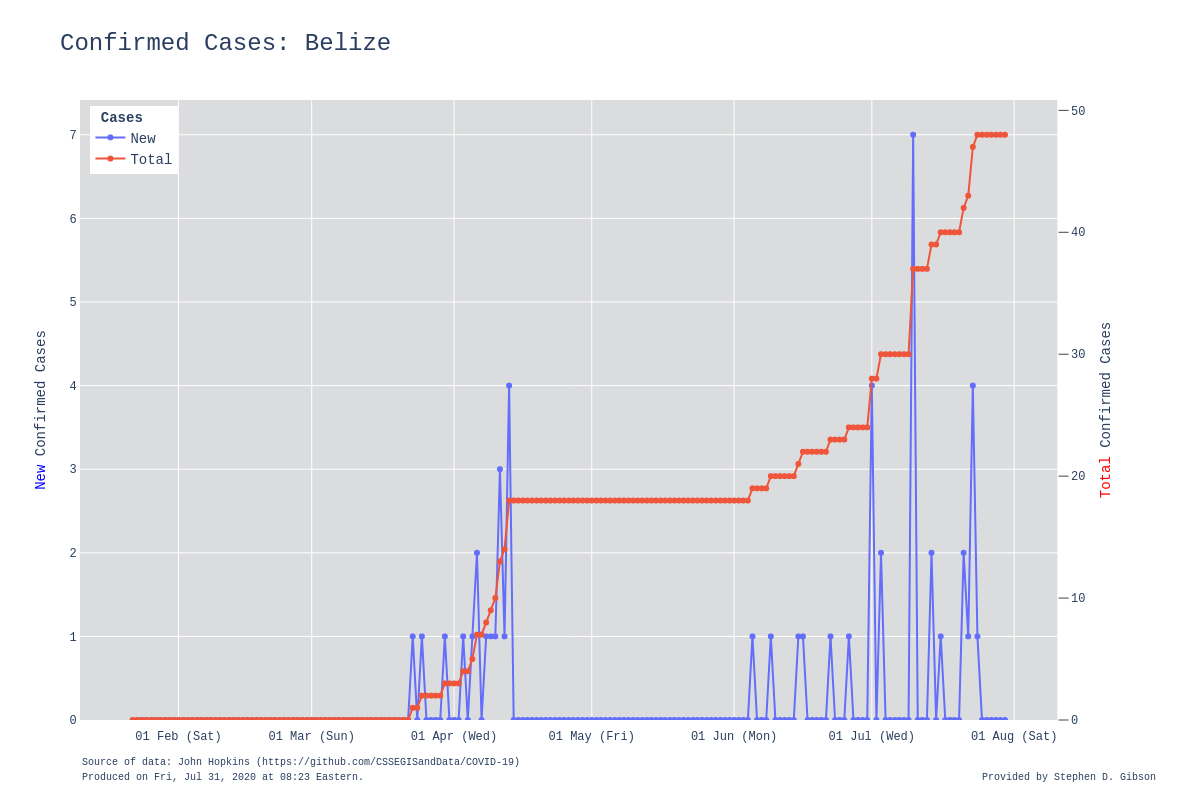 Confirmed Cases: Belize
Cases
New
Total
7
6
5
4
3
2
1
0
50
40
30
20
10
0
New Confirmed Cases
Total Confirmed Cases
01 Feb (Sat)
01 Mar (Sun)
01 Apr (Wed)
01 May (Fri)
01 Jun (Mon)
01 Jul (Wed)
01 Aug (Sat)
Source of data: John Hopkins (https://github.com/CSSEGISandData/COVID-19)
Produced on Fri, Jul 31, 2020 at 08:23 Eastern.
Provided by Stephen D. Gibson